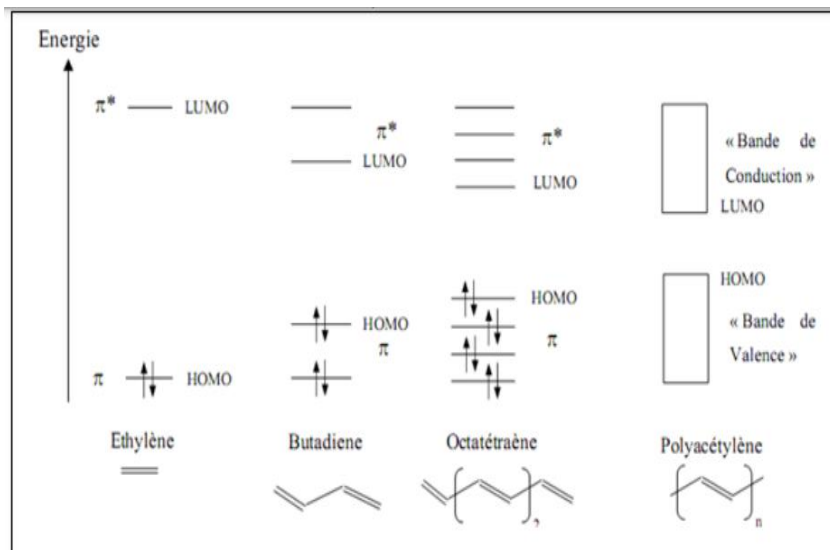 Energie
π* LUMO
π*
LUMO
π*
LUMO
« Bande de
Conduction »
LUMO
HOMO
π
HOMO
π
HOMO
π
HOMO
« Bande de
Valence »
Ethylène
Butadiene
Octatétraène
Polyacétylène
2
n